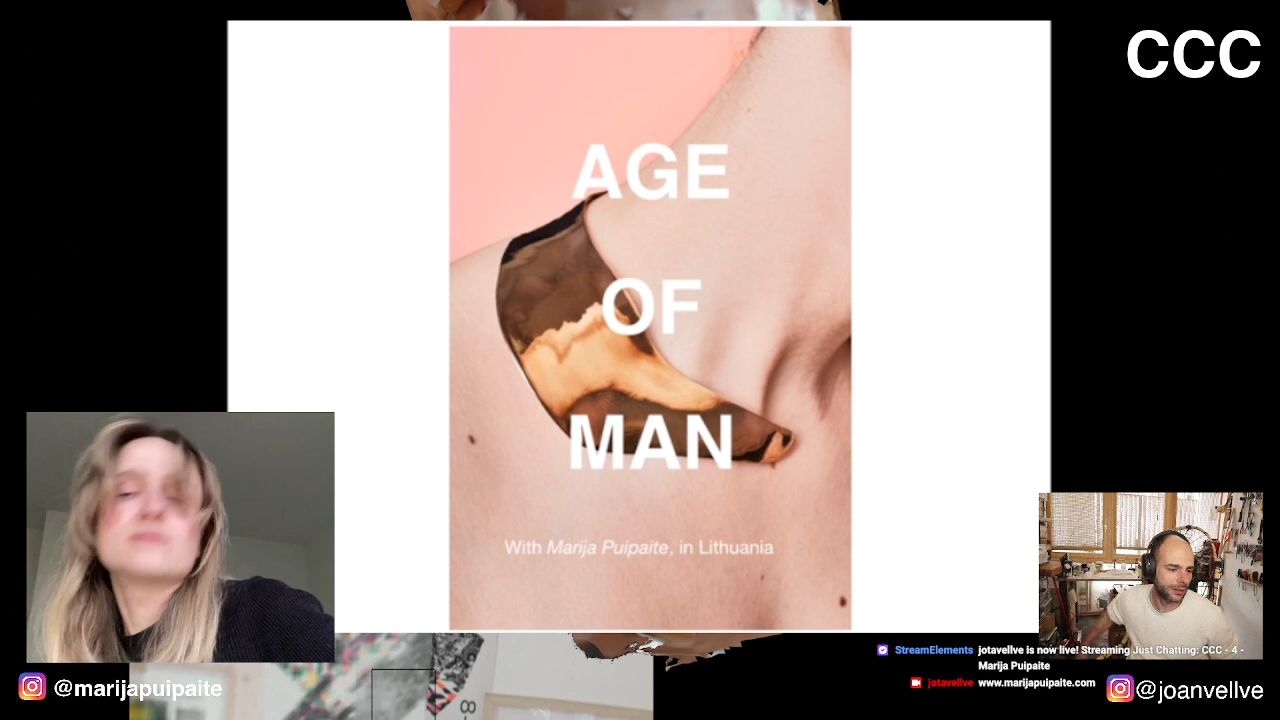 CCC
AGE
OF
MAN
With Marija Puipaite, in Lithuania
StreamElements jotavellve is now live! Streaming Just Chatting: CCC - 4 -
Marija Puipaite
jotavellve www.marijapuipaite.com
@marijapuipaite
@joanvellve